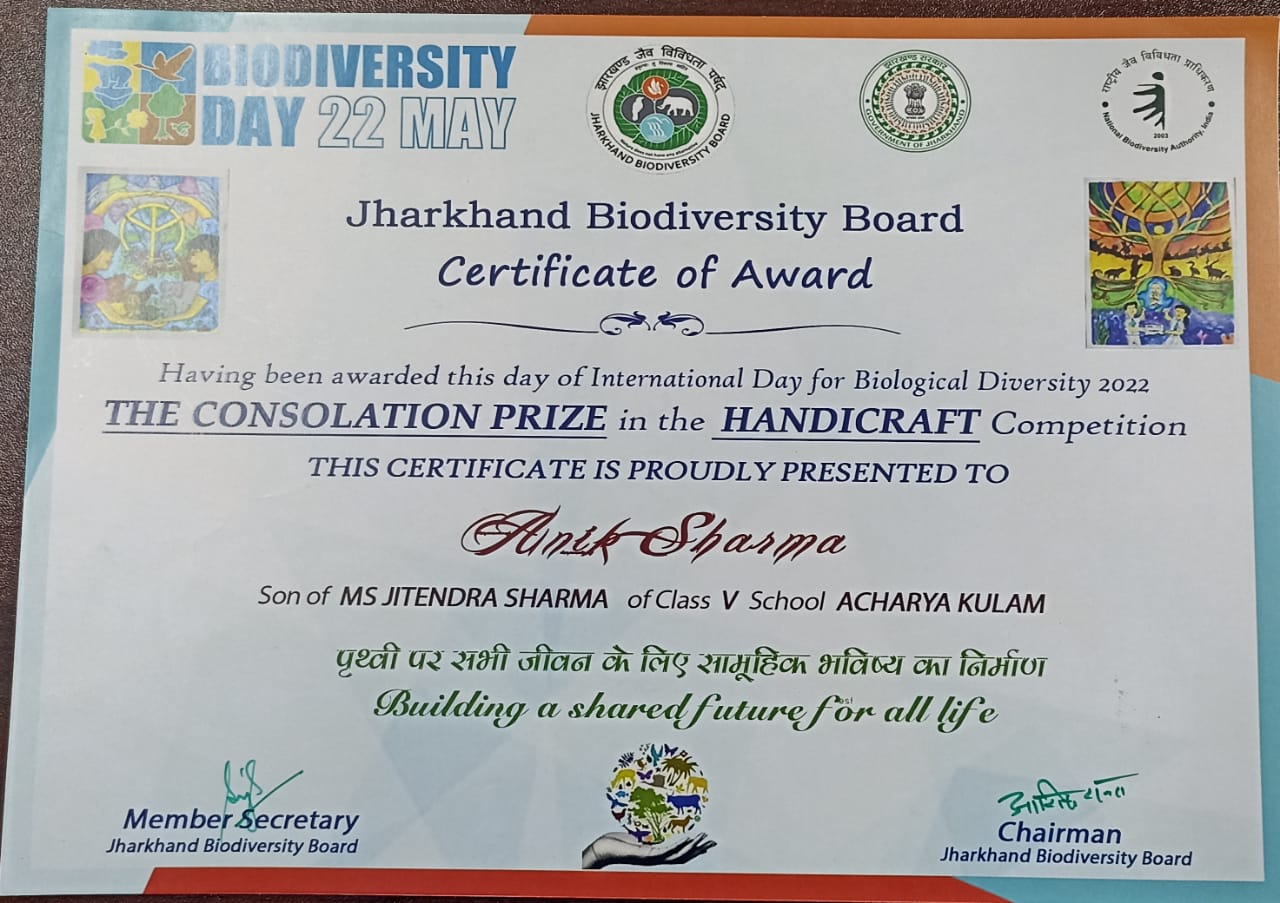 BIODIVERSITY
DAY 22 MAY
झारखण्ड जैव विविधता पर्षद
JHARKHAND BIODIVERSITY BOARD
झारखण्ड सरकार
GOVERNMENT OF JHARKHAND
राष्ट्रीय जैव विविधता प्राधिकरण
2003
National Biodiversity Authority, India
Jharkhand Biodiversity Board
Certificate of Award
Having been awarded this day of International Day for Biological Diversity 2022
THE CONSOLATION PRIZE in the HANDICRAFT Competition
THIS CERTIFICATE IS PROUDLY PRESENTED TO
Anik Sharma
Son of MS JITENDRA SHARMA of Class V School ACHARYA KULAM
पृथ्वी पर सभी जीवन के लिए सामूहिक भविष्य का निर्माण
Building a shared future for all life
Member Secretary
Jharkhand Biodiversity Board
Chairman
Jharkhand Biodiversity Board